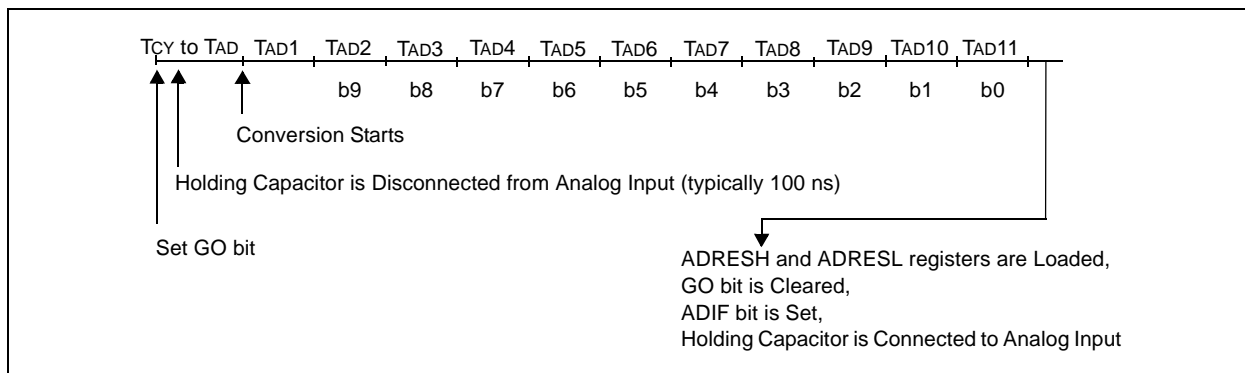 TCY to TAD TAD1 TAD2 TAD3 TAD4 TAD5 TAD6 TAD7 TAD8 TAD9 TAD10 TAD11
b9 b8 b7 b6 b5 b4 b3 b2 b1 b0
Conversion Starts
Holding Capacitor is Disconnected from Analog Input (typically 100 ns)
Set GO bit
ADRESH and ADRESL registers are Loaded,
GO bit is Cleared,
ADIF bit is Set,
Holding Capacitor is Connected to Analog Input